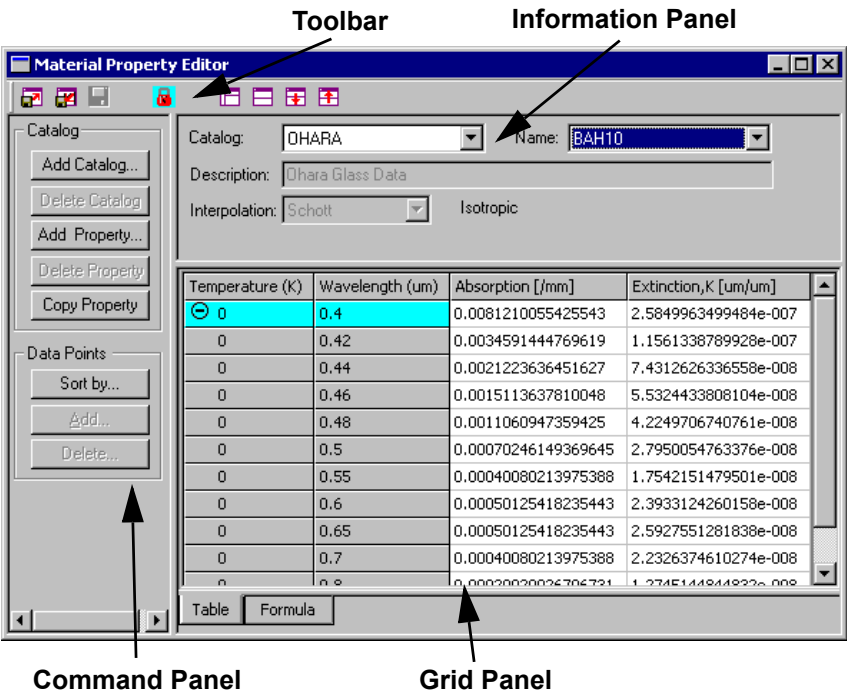 Toolbar
Information Panel
Material Property Editor
Catalog
Add Catalog...
Delete Catalog
Add Property...
Delete Property
Copy Property
Data Points
Sort by...
Add...
Delete...
Catalog: OHARA Name: BAH10
Description: Ohara Glass Data
Interpolation: Schott Isotropic
Temperature (K) Wavelength (um) Absorption [/mm] Extinction,K [um/um]
0 0.4 0.0081210055425543 2.5849963499484e-007
0 0.42 0.0034591444769619 1.1561338789928e-007
0 0.44 0.0021223636451627 7.4312626336558e-008
0 0.46 0.0015113637810048 5.5324433808104e-008
0 0.48 0.0011060947359425 4.2249706740761e-008
0 0.5 0.00070246149369645 2.7950054763376e-008
0 0.55 0.00040080213975388 1.7542151479501e-008
0 0.6 0.00050125418235443 2.3933124260158e-008
0 0.65 0.00050125418235443 2.5927551281838e-008
0 0.7 0.00040080213975388 2.2326374610274e-008
0 0.8
Table Formula
Command Panel
Grid Panel